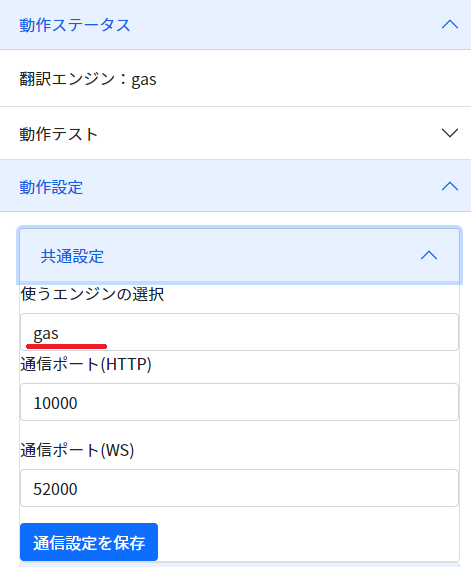 動作ステータス
翻訳エンジン：gas
動作テスト
動作設定
共通設定
使うエンジンの選択
gas
通信ポート(HTTP)
10000
通信ポート(WS)
52000
通信設定を保存